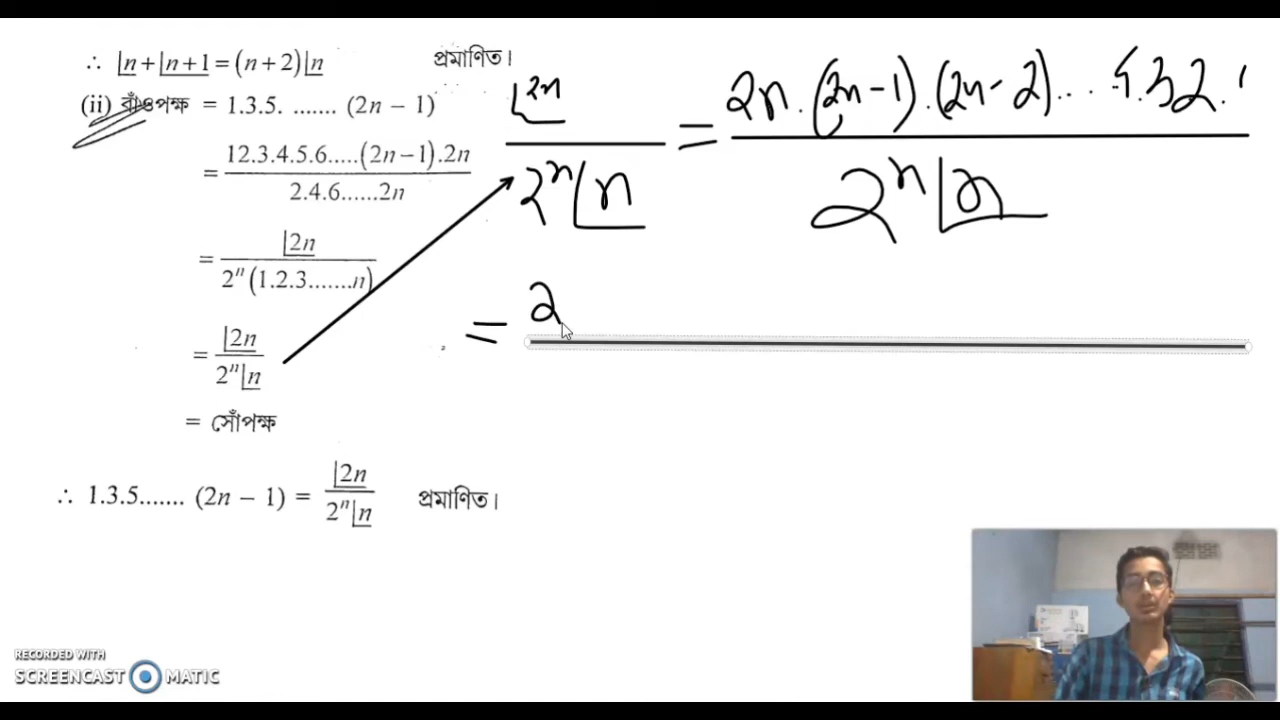 ∴ |n + |n+1 = (n + 2)|n প্রমাণিত।
(ii) বাঁওপক্ষ = 1.3.5. ....... (2n − 1)
= 12.3.4.5.6.....(2n−1).2n / 2.4.6......2n
= |2n / 2ⁿ(1.2.3.......n)
= |2n / 2ⁿ|n
= সোঁপক্ষ
∴ 1.3.5....... (2n − 1) = |2n / 2ⁿ|n প্রমাণিত।
|2n / 2ⁿ|n = 2n.(2n−1).(2n−2)... 4.3.2.1 / 2ⁿ|n
= 2
RECORDED WITH
SCREENCAST MATIC